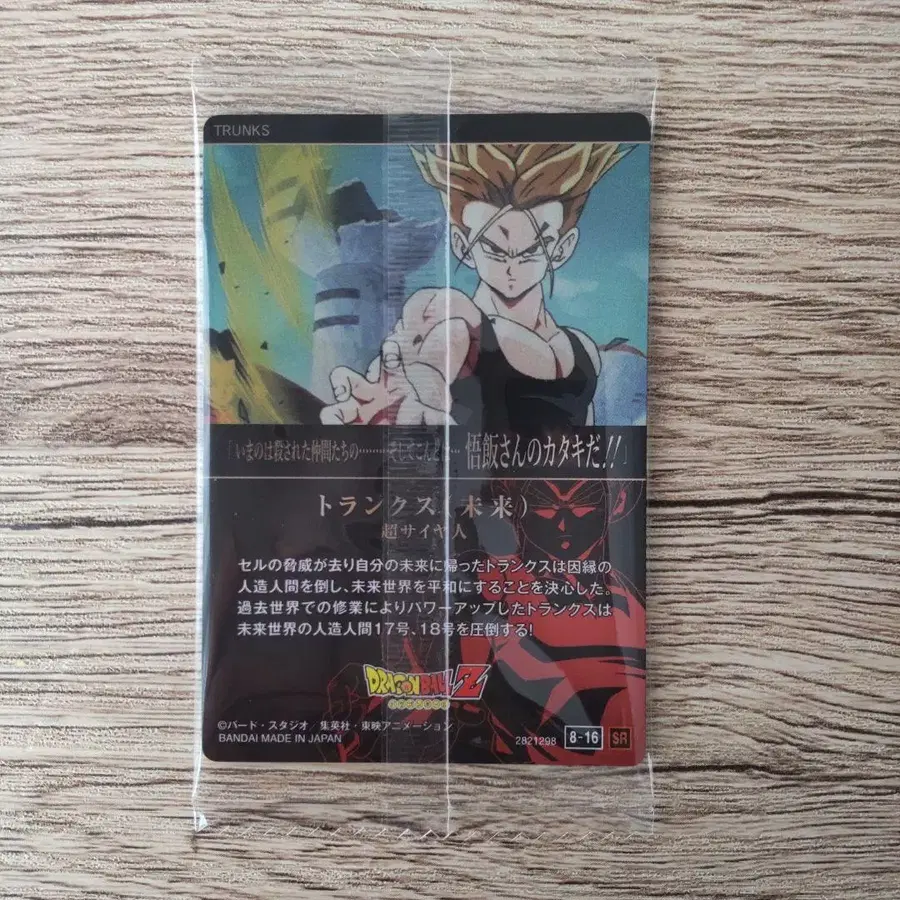 TRUNKS
「いまのは殺された仲間たちの………そしてこんどは… 悟飯さんのカタキだ!!」
トランクス(未来)
超サイヤ人
セルの脅威が去り自分の未来に帰ったトランクスは因縁の
人造人間を倒し、未来世界を平和にすることを決心した。
過去世界での修業によりパワーアップしたトランクスは
未来世界の人造人間17号、18号を圧倒する!
DRAGON BALL Z
ドラゴンボール
©バード・スタジオ／集英社・東映アニメーション
BANDAI MADE IN JAPAN
2821298 8-16 SR